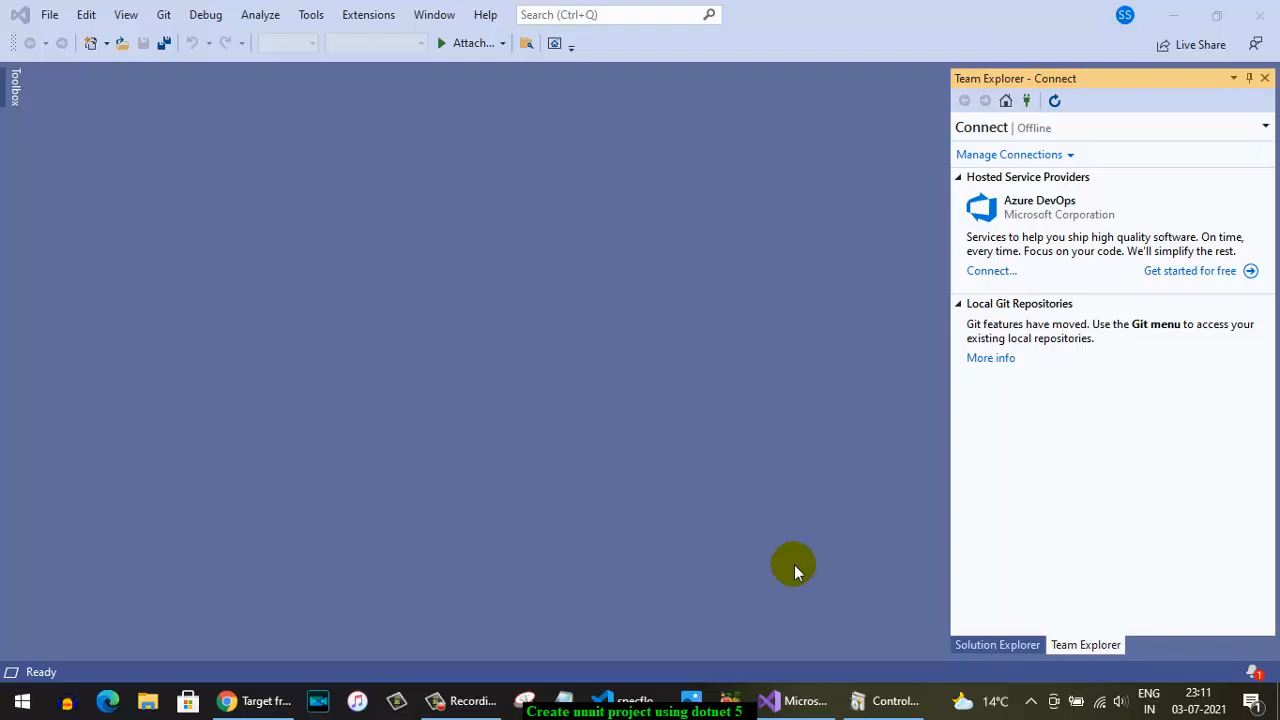 File Edit View Git Debug Analyze Tools Extensions Window Help Search (Ctrl+Q) SS
Attach... Live Share
Toolbox
Team Explorer - Connect
Connect | Offline
Manage Connections
Hosted Service Providers
Azure DevOps
Microsoft Corporation
Services to help you ship high quality software. On time,
every time. Focus on your code. We'll simplify the rest.
Connect... Get started for free
Local Git Repositories
Git features have moved. Use the Git menu to access your
existing local repositories.
More info
Solution Explorer Team Explorer
Ready 1
Target fr... Recordi... specflo... Micros... Control... 14°C ENG 23:11
IN 03-07-2021 1
Create nunit project using dotnet 5